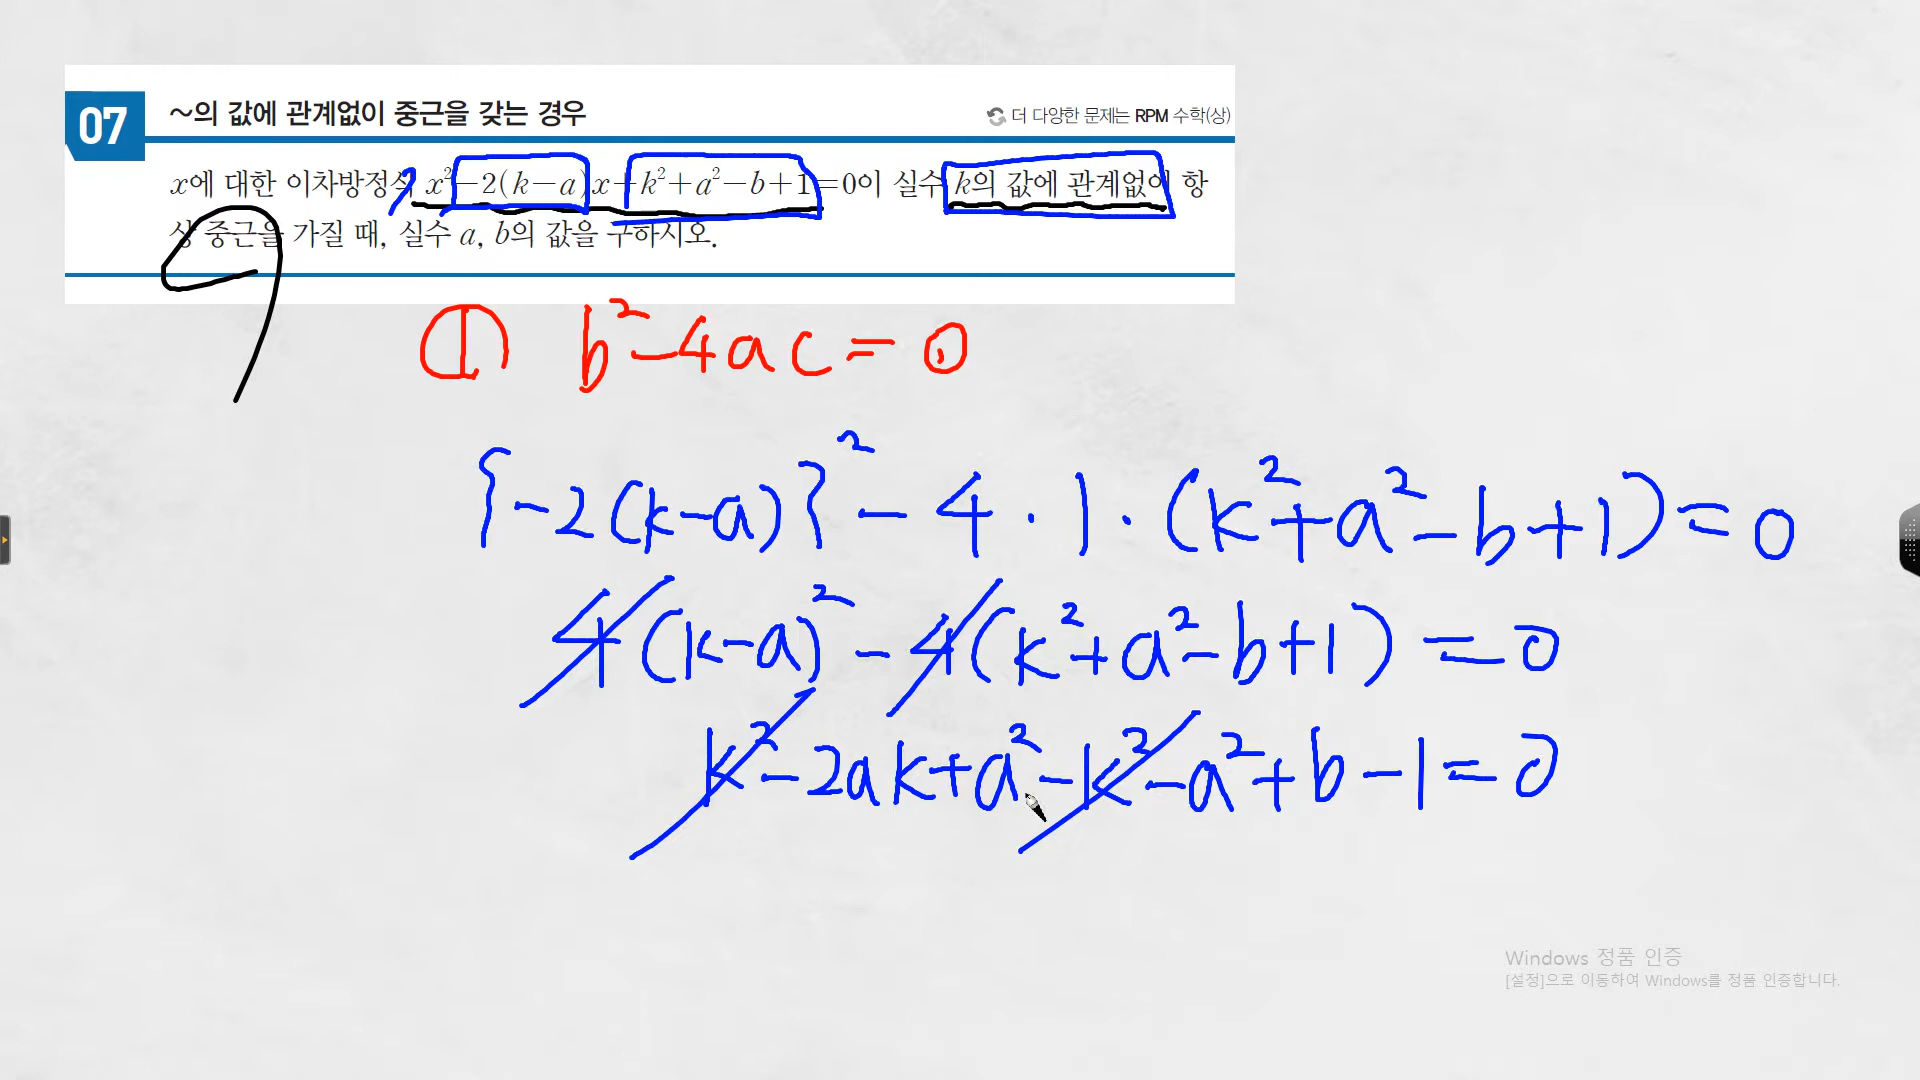 07 ~의 값에 관계없이 중근을 갖는 경우 더 다양한 문제는 RPM 수학(상)
x에 대한 이차방정식 x²-2(k-a)x+k²+a²-b+1=0이 실수 k의 값에 관계없이 항
상 중근을 가질 때, 실수 a, b의 값을 구하시오.
① b²-4ac=0
{-2(k-a)}²-4·1·(k²+a²-b+1)=0
4(k-a)²-4(k²+a²-b+1)=0
k²-2ak+a²-k²-a²+b-1=0
Windows 정품 인증
[설정]으로 이동하여 Windows를 정품 인증합니다.